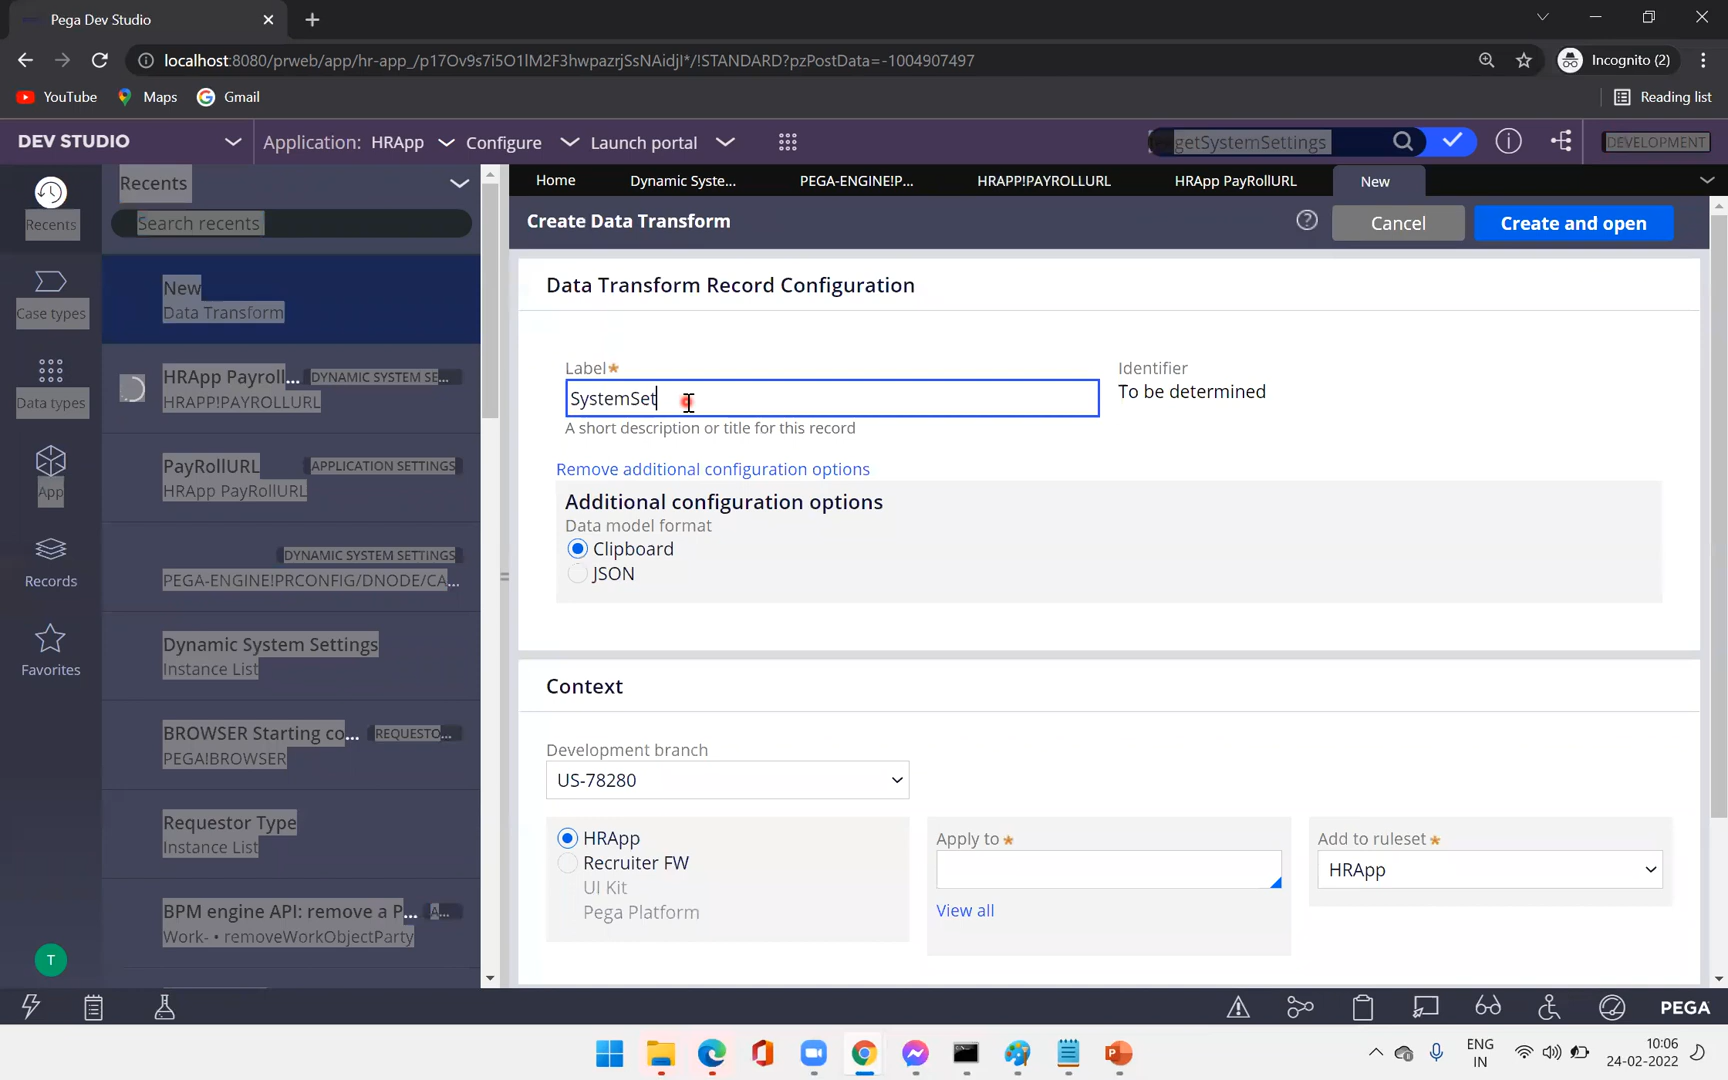 Pega Dev Studio
localhost:8080/prweb/app/hr-app_/p17Ov9s7i5O1lM2F3hwpazrjSsNAidjI*/!STANDARD?pzPostData=-1004907497
Incognito (2)
YouTube
Maps
Gmail
Reading list
DEV STUDIO
Application: HRApp
Configure
Launch portal
getSystemSettings
DEVELOPMENT
Recents
Case types
Data types
App
Records
Favorites
T
Recents
Search recents
New
Data Transform
HRApp Payroll... DYNAMIC SYSTEM SE...
HRAPP!PAYROLLURL
PayRollURL APPLICATION SETTINGS
HRApp PayRollURL
DYNAMIC SYSTEM SETTINGS
PEGA-ENGINE!PRCONFIG/DNODE/CA...
Dynamic System Settings
Instance List
BROWSER Starting co... REQUESTO...
PEGA!BROWSER
Requestor Type
Instance List
BPM engine API: remove a P... A...
Work- • removeWorkObjectParty
Home
Dynamic Syste...
PEGA-ENGINE!P...
HRAPP!PAYROLLURL
HRApp PayRollURL
New
Create Data Transform
?
Cancel
Create and open
Data Transform Record Configuration
Label*
SystemSet
A short description or title for this record
Identifier
To be determined
Remove additional configuration options
Additional configuration options
Data model format
Clipboard
JSON
Context
Development branch
US-78280
HRApp
Recruiter FW
UI Kit
Pega Platform
Apply to *
View all
Add to ruleset *
HRApp
PEGA
ENG
IN
10:06
24-02-2022